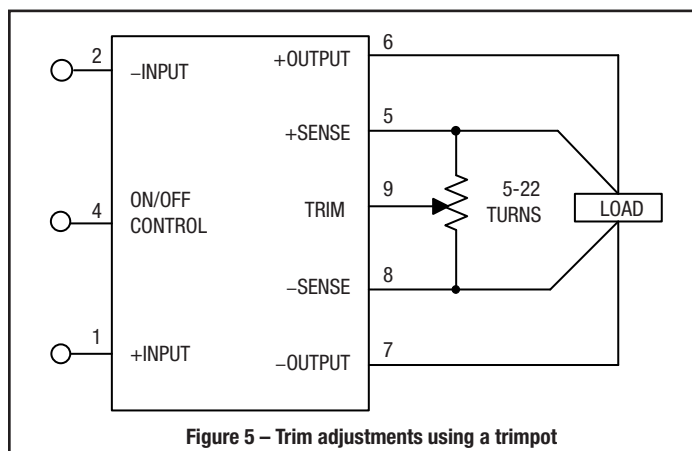 2
–INPUT
4
ON/OFF
CONTROL
1
+INPUT
+OUTPUT
6
+SENSE
5
TRIM
9
5-22
TURNS
LOAD
–SENSE
8
–OUTPUT
7
Figure 5 – Trim adjustments using a trimpot